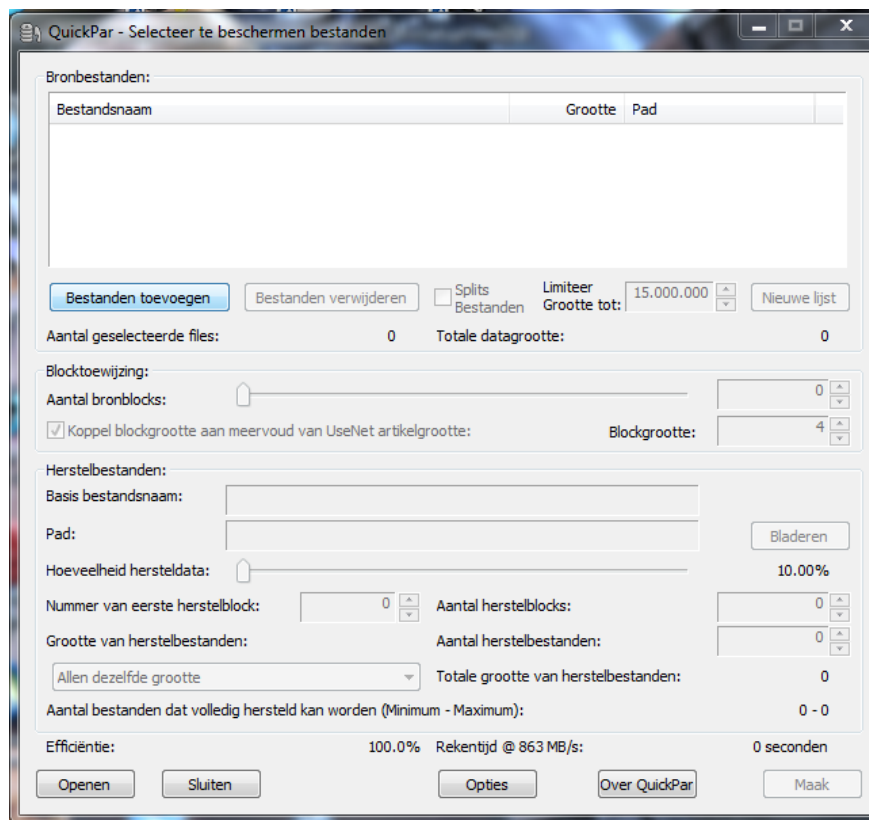 QuickPar - Selecteer te beschermen bestanden
Bronbestanden:
Bestandsnaam Grootte Pad
Bestanden toevoegen Bestanden verwijderen Splits Bestanden Limiteer Grootte tot: 15.000.000 Nieuwe lijst
Aantal geselecteerde files: 0 Totale datagrootte: 0
Blocktoewijzing:
Aantal bronblocks: 0
Koppel blockgrootte aan meervoud van UseNet artikelgrootte: Blockgrootte: 4
Herstelbestanden:
Basis bestandsnaam:
Pad: Bladeren
Hoeveelheid hersteldata: 10.00%
Nummer van eerste herstelblock: 0 Aantal herstelblocks: 0
Grootte van herstelbestanden: Aantal herstelbestanden: 0
Allen dezelfde grootte Totale grootte van herstelbestanden: 0
Aantal bestanden dat volledig hersteld kan worden (Minimum - Maximum): 0 - 0
Efficiëntie: 100.0% Rekentijd @ 863 MB/s: 0 seconden
Openen Sluiten Opties Over QuickPar Maak